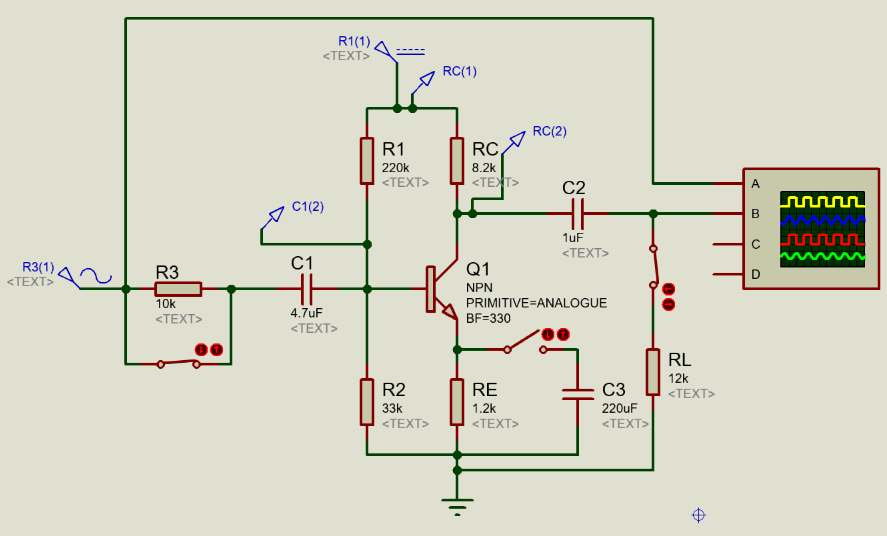 R1(1)
<TEXT>
RC(1)
RC(2)
R1
220k
<TEXT>
RC
8.2k
<TEXT>
C1(2)
C2
1uF
<TEXT>
A
B
C
D
R3(1)
<TEXT>
R3
10k
<TEXT>
C1
4.7uF
<TEXT>
Q1
NPN
PRIMITIVE=ANALOGUE
BF=330
R2
33k
<TEXT>
RE
1.2k
<TEXT>
C3
220uF
<TEXT>
RL
12k
<TEXT>